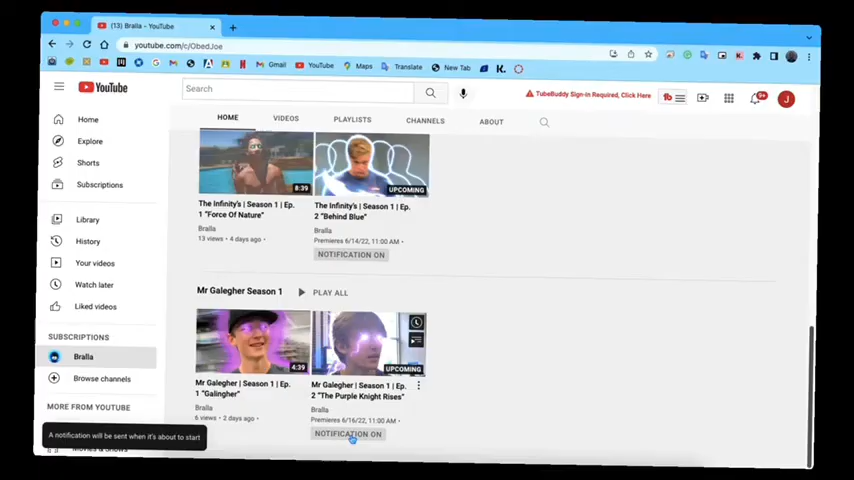 (13) Bralla - YouTube
youtube.com/c/ObedJoe
Gmail
YouTube
Maps
Translate
New Tab
K.
YouTube
Search
TubeBuddy Sign-in Required, Click Here
9+
J
HOME VIDEOS PLAYLISTS CHANNELS ABOUT
Home
Explore
Shorts
Subscriptions
Library
History
Your videos
Watch later
Liked videos
SUBSCRIPTIONS
Bralla
Browse channels
MORE FROM YOUTUBE
Movies & Shows
A notification will be sent when it's about to start
8:39
The Infinity's | Season 1 | Ep.
1 "Force Of Nature"
Bralla
13 views • 4 days ago
UPCOMING
The Infinity's | Season 1 | Ep.
2 "Behind Blue"
Bralla
Premieres 6/14/22, 11:00 AM
NOTIFICATION ON
Mr Galegher Season 1
PLAY ALL
4:39
Mr Galegher | Season 1 | Ep.
1 "Galingher"
Bralla
6 views • 2 days ago
UPCOMING
Mr Galegher | Season 1 | Ep.
2 "The Purple Knight Rises"
Bralla
Premieres 6/16/22, 11:00 AM
NOTIFICATION ON